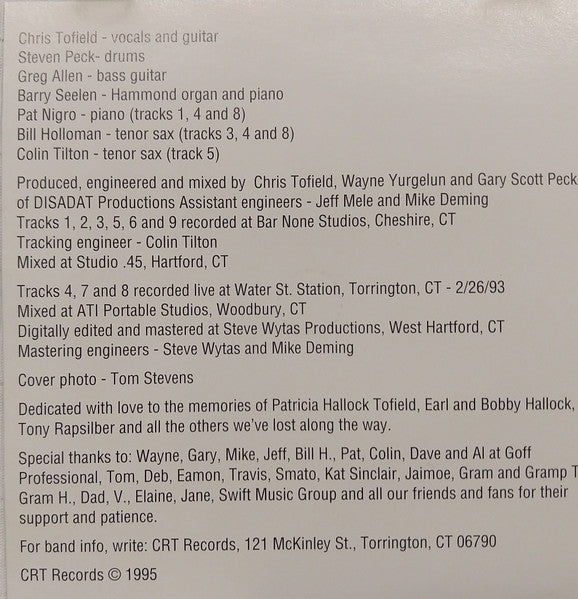 Chris Tofield - vocals and guitar
Steven Peck- drums
Greg Allen - bass guitar
Barry Seelen - Hammond organ and piano
Pat Nigro - piano (tracks 1, 4 and 8)
Bill Holloman - tenor sax (tracks 3, 4 and 8)
Colin Tilton - tenor sax (track 5)
Produced, engineered and mixed by Chris Tofield, Wayne Yurgelun and Gary Scott Peck
of DISADAT Productions Assistant engineers - Jeff Mele and Mike Deming
Tracks 1, 2, 3, 5, 6 and 9 recorded at Bar None Studios, Cheshire, CT
Tracking engineer - Colin Tilton
Mixed at Studio .45, Hartford, CT
Tracks 4, 7 and 8 recorded live at Water St. Station, Torrington, CT - 2/26/93
Mixed at ATI Portable Studios, Woodbury, CT
Digitally edited and mastered at Steve Wytas Productions, West Hartford, CT
Mastering engineers - Steve Wytas and Mike Deming
Cover photo - Tom Stevens
Dedicated with love to the memories of Patricia Hallock Tofield, Earl and Bobby Hallock,
Tony Rapsilber and all the others we've lost along the way.
Special thanks to: Wayne, Gary, Mike, Jeff, Bill H., Pat, Colin, Dave and Al at Goff
Professional, Tom, Deb, Eamon, Travis, Smato, Kat Sinclair, Jaimoe, Gram and Gramp T
Gram H., Dad, V., Elaine, Jane, Swift Music Group and all our friends and fans for their
support and patience.
For band info, write: CRT Records, 121 McKinley St., Torrington, CT 06790
CRT Records © 1995